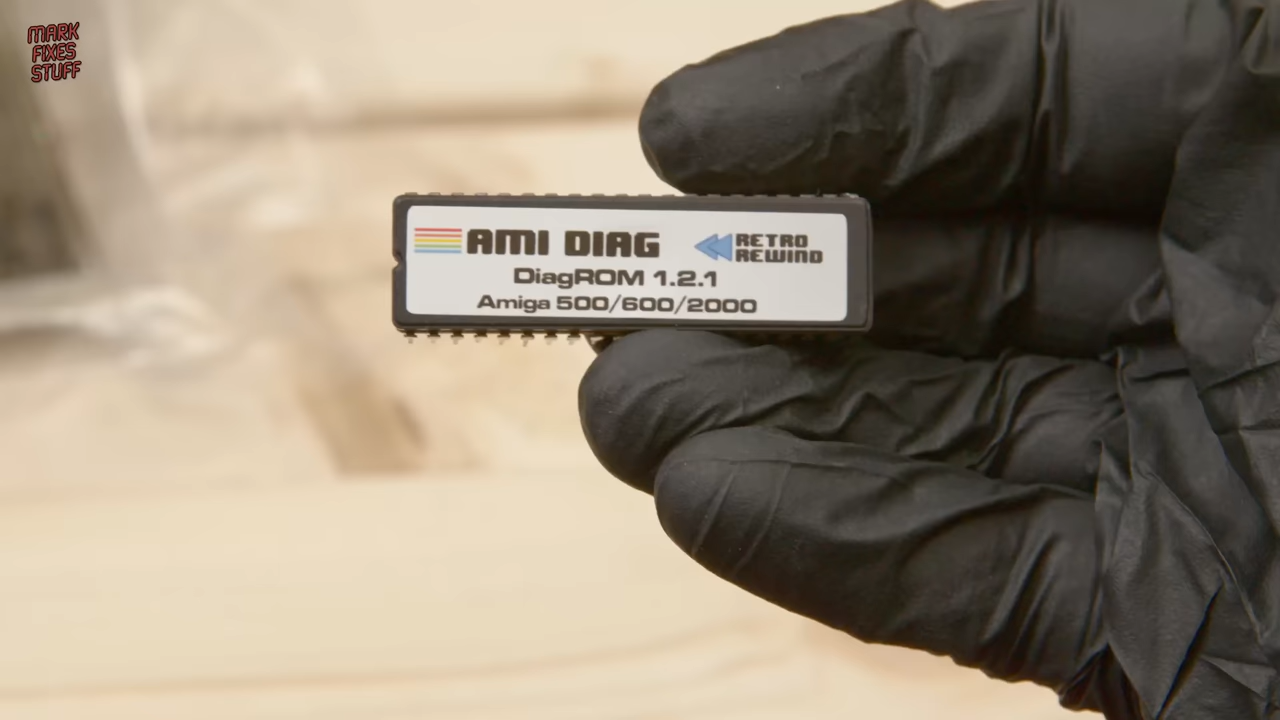 MARK
FIXES
STUFF
AMI DIAG
RETRO
REWIND
DiagROM 1.2.1
Amiga 500/600/2000